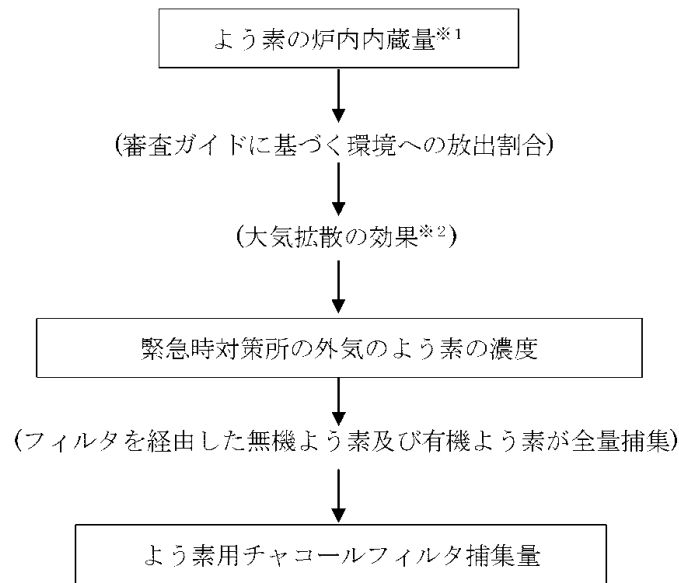 よう素の炉内内蔵量※1
(審査ガイドに基づく環境への放出割合)
(大気拡散の効果※2)
緊急時対策所の外気のよう素の濃度
(フィルタを経由した無機よう素及び有機よう素が全量捕集)
よう素用チャコールフィルタ捕集量